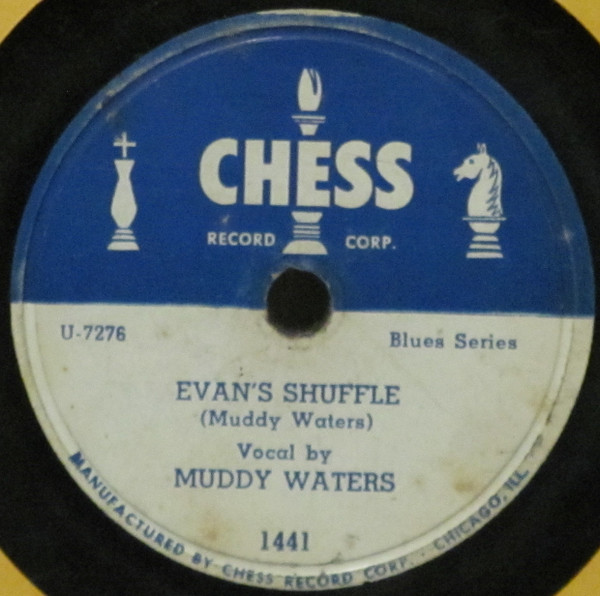 CHESS
RECORD CORP.
U-7276
Blues Series
EVAN'S SHUFFLE
(Muddy Waters)
Vocal by
MUDDY WATERS
1441
MANUFACTURED BY CHESS RECORD CORP. · CHICAGO, ILL.